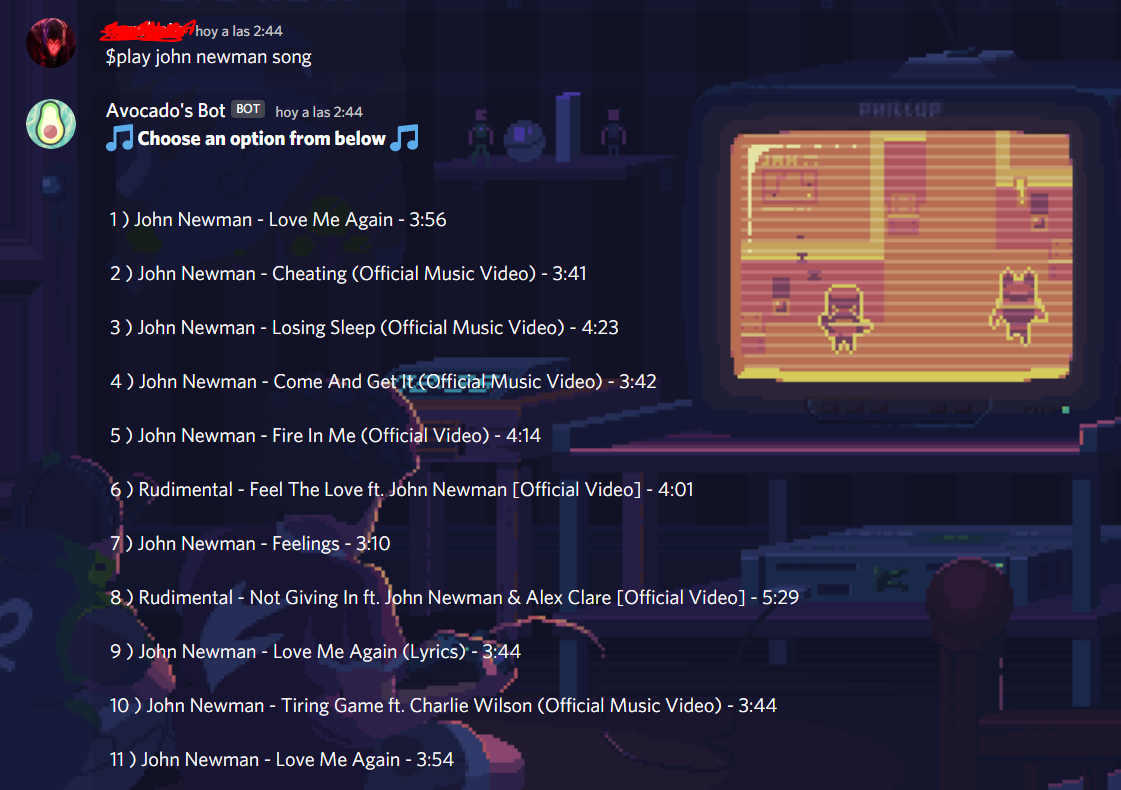 hoy a las 2:44
$play john newman song
Avocado's Bot BOT hoy a las 2:44
🎵 Choose an option from below 🎵
PHILLUP
1 ) John Newman - Love Me Again - 3:56
2 ) John Newman - Cheating (Official Music Video) - 3:41
3 ) John Newman - Losing Sleep (Official Music Video) - 4:23
4 ) John Newman - Come And Get It (Official Music Video) - 3:42
5 ) John Newman - Fire In Me (Official Video) - 4:14
6 ) Rudimental - Feel The Love ft. John Newman [Official Video] - 4:01
7 ) John Newman - Feelings - 3:10
8 ) Rudimental - Not Giving In ft. John Newman & Alex Clare [Official Video] - 5:29
9 ) John Newman - Love Me Again (Lyrics) - 3:44
10 ) John Newman - Tiring Game ft. Charlie Wilson (Official Music Video) - 3:44
11 ) John Newman - Love Me Again - 3:54